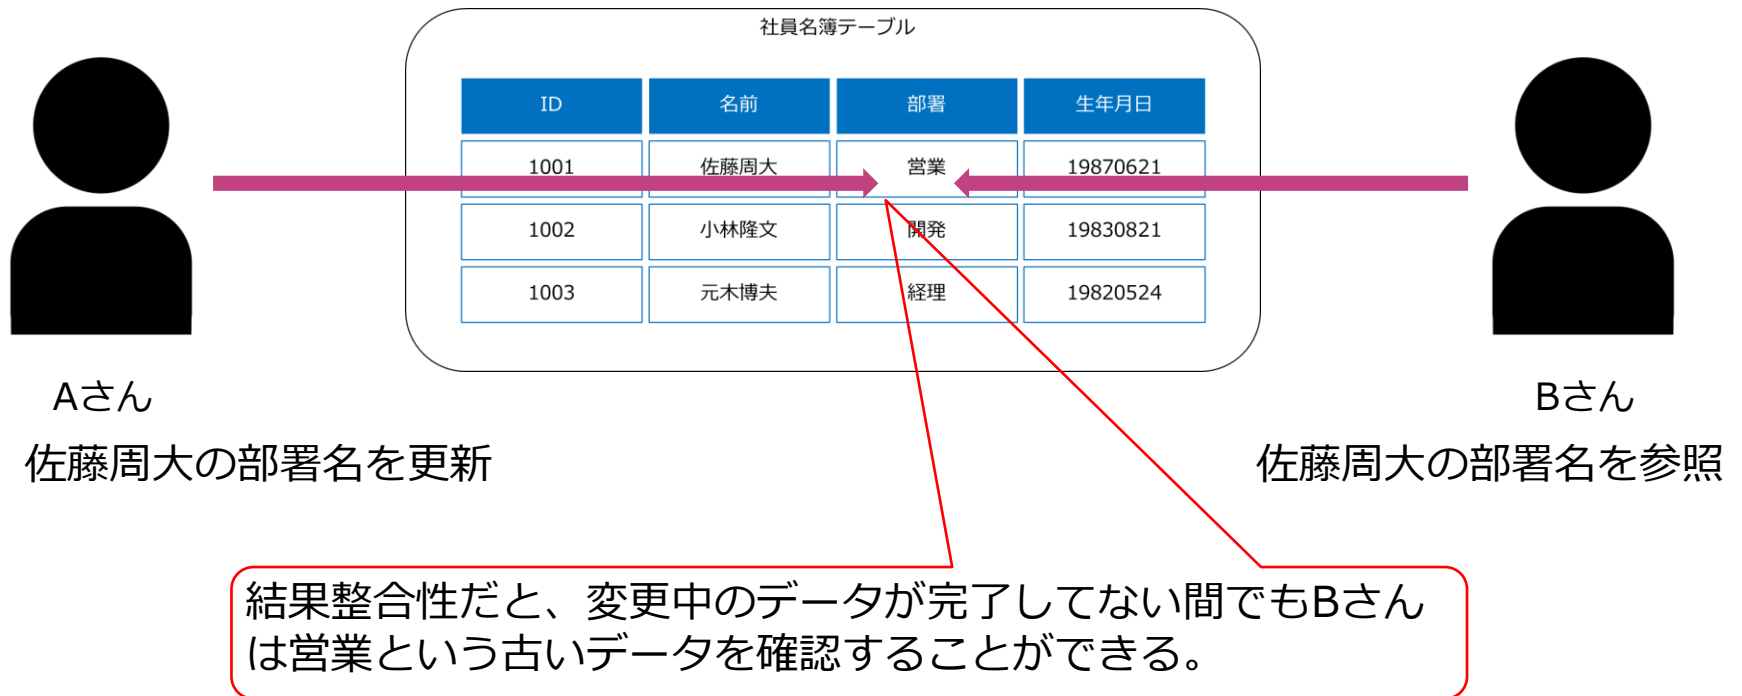 社員名簿テーブル
ID 名前 部署 生年月日
1001 佐藤周大 営業 19870621
1002 小林隆文 開発 19830821
1003 元木博夫 経理 19820524
Aさん
佐藤周大の部署名を更新
Bさん
佐藤周大の部署名を参照
結果整合性だと、変更中のデータが完了してない間でもBさん
は営業という古いデータを確認することができる。